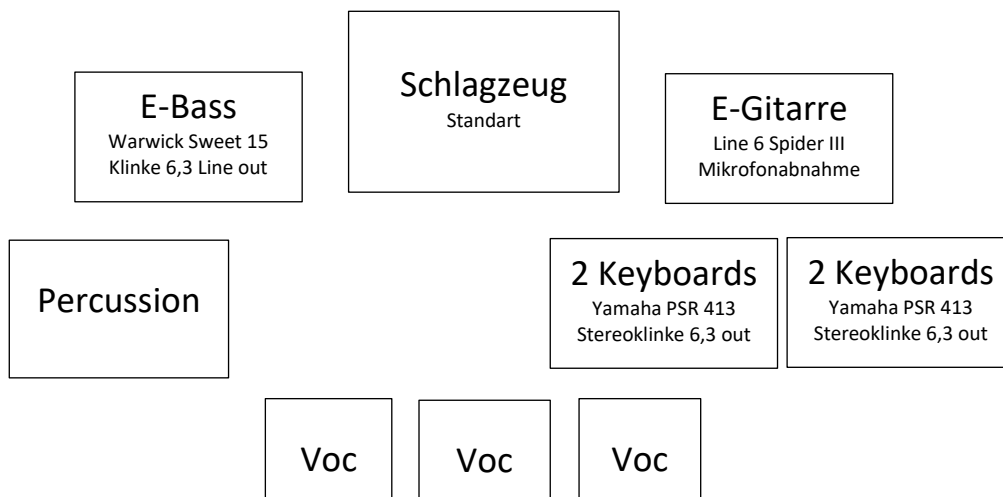 Schlagzeug
Standart
E-Bass
Warwick Sweet 15
Klinke 6,3 Line out
E-Gitarre
Line 6 Spider III
Mikrofonabnahme
Percussion
2 Keyboards
Yamaha PSR 413
Stereoklinke 6,3 out
2 Keyboards
Yamaha PSR 413
Stereoklinke 6,3 out
Voc
Voc
Voc